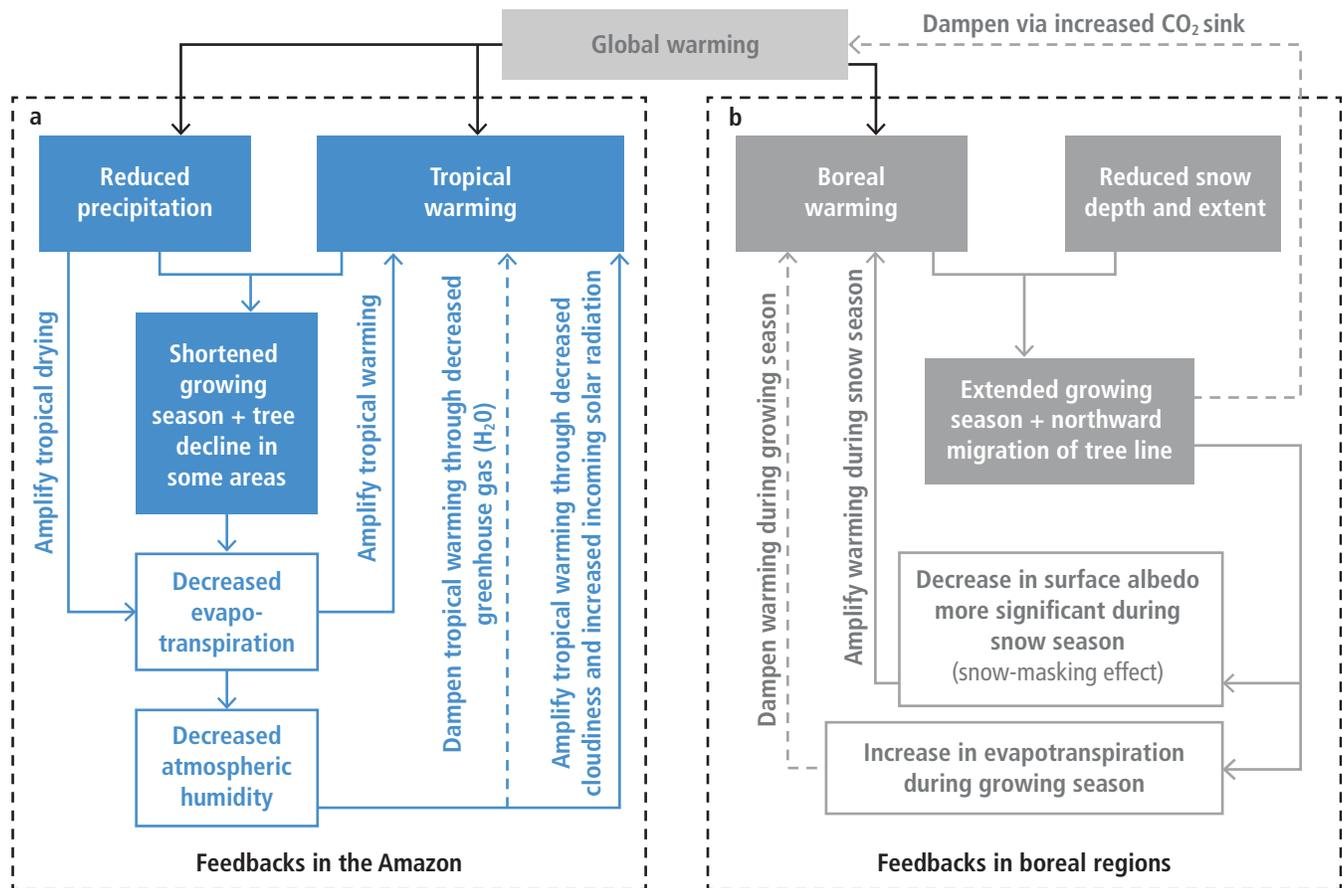 Global warming
Dampen via increased CO₂ sink
a
Reduced
precipitation
Tropical
warming
Amplify tropical drying
Shortened
growing
season + tree
decline in
some areas
Amplify tropical warming
Dampen tropical warming through decreased
greenhouse gas (H₂0)
Amplify tropical warming through decreased
cloudiness and increased incoming solar radiation
Decreased
evapo-
transpiration
Decreased
atmospheric
humidity
Feedbacks in the Amazon
b
Boreal
warming
Reduced snow
depth and extent
Dampen warming during growing season
Amplify warming during snow season
Extended growing
season + northward
migration of tree line
Decrease in surface albedo
more significant during
snow season
(snow-masking effect)
Increase in evapotranspiration
during growing season
Feedbacks in boreal regions